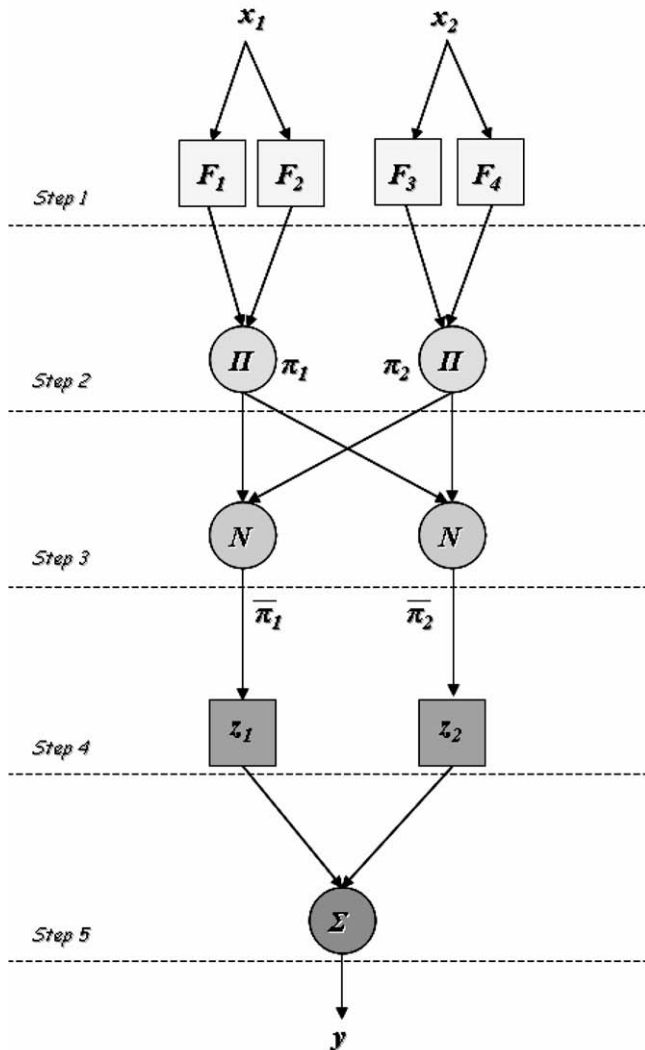 x₁ x₂
F₁ F₂ F₃ F₄
Step 1
Π π₁ π₂ Π
Step 2
N N
Step 3
π̅₁ π̅₂
z₁ z₂
Step 4
Σ
Step 5
y